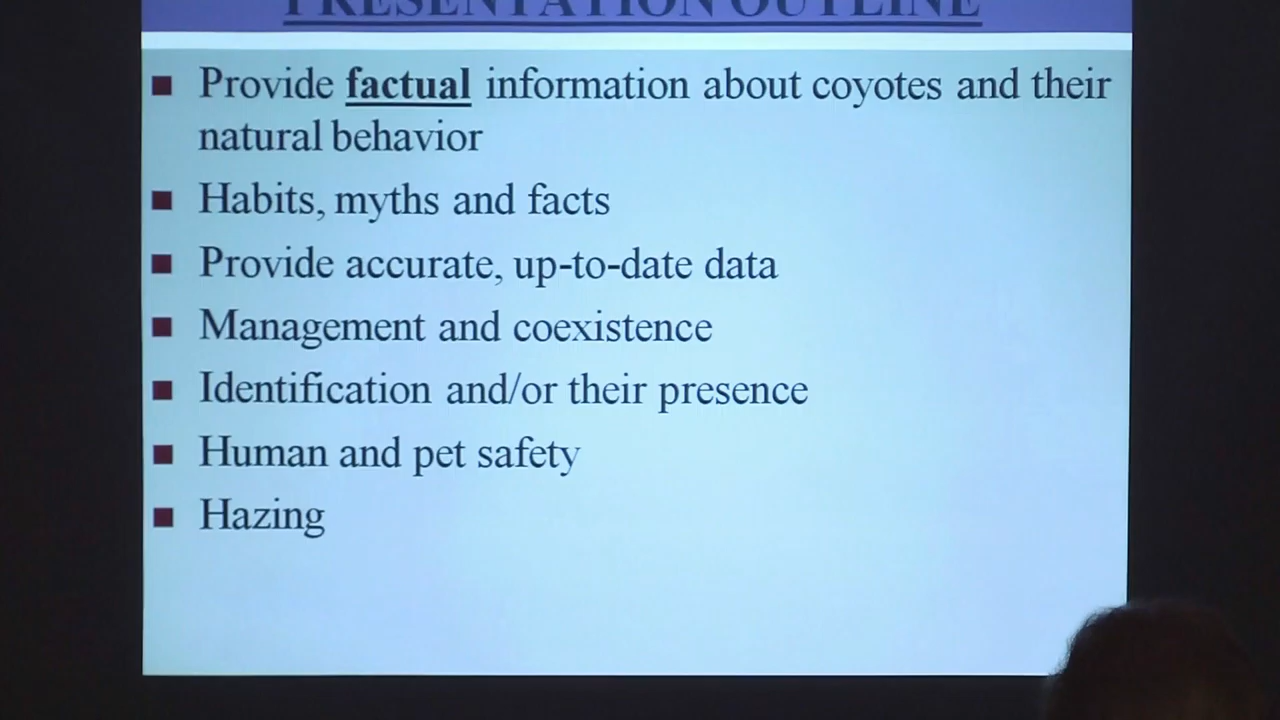 PRESENTATION OUTLINE
Provide factual information about coyotes and their
natural behavior
Habits, myths and facts
Provide accurate, up-to-date data
Management and coexistence
Identification and/or their presence
Human and pet safety
Hazing